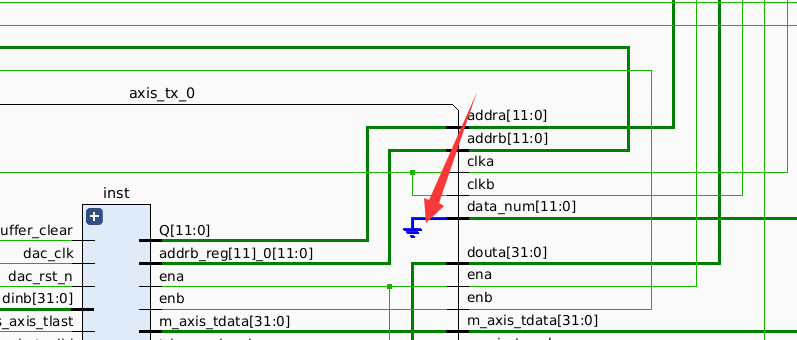 axis_tx_0
addra[11:0]
addrb[11:0]
clka
clkb
data_num[11:0]
douta[31:0]
ena
enb
m_axis_tdata[31:0]
inst
uffer_clear
dac_clk
dac_rst_n
dinb[31:0]
s_axis_tlast
Q[11:0]
addrb_reg[11]_0[11:0]
ena
enb
m_axis_tdata[31:0]